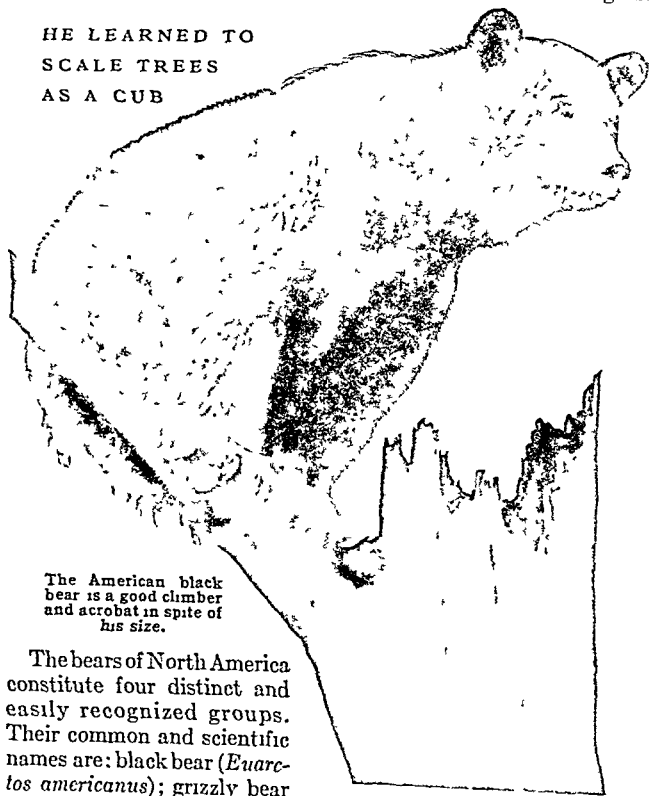 HE LEARNED TO
SCALE TREES
AS A CUB
The American black
bear is a good climber
and acrobat in spite of
his size.
The bears of North America
constitute four distinct and
easily recognized groups.
Their common and scientific
names are: black bear (Euarc-
tos americanus); grizzly bear